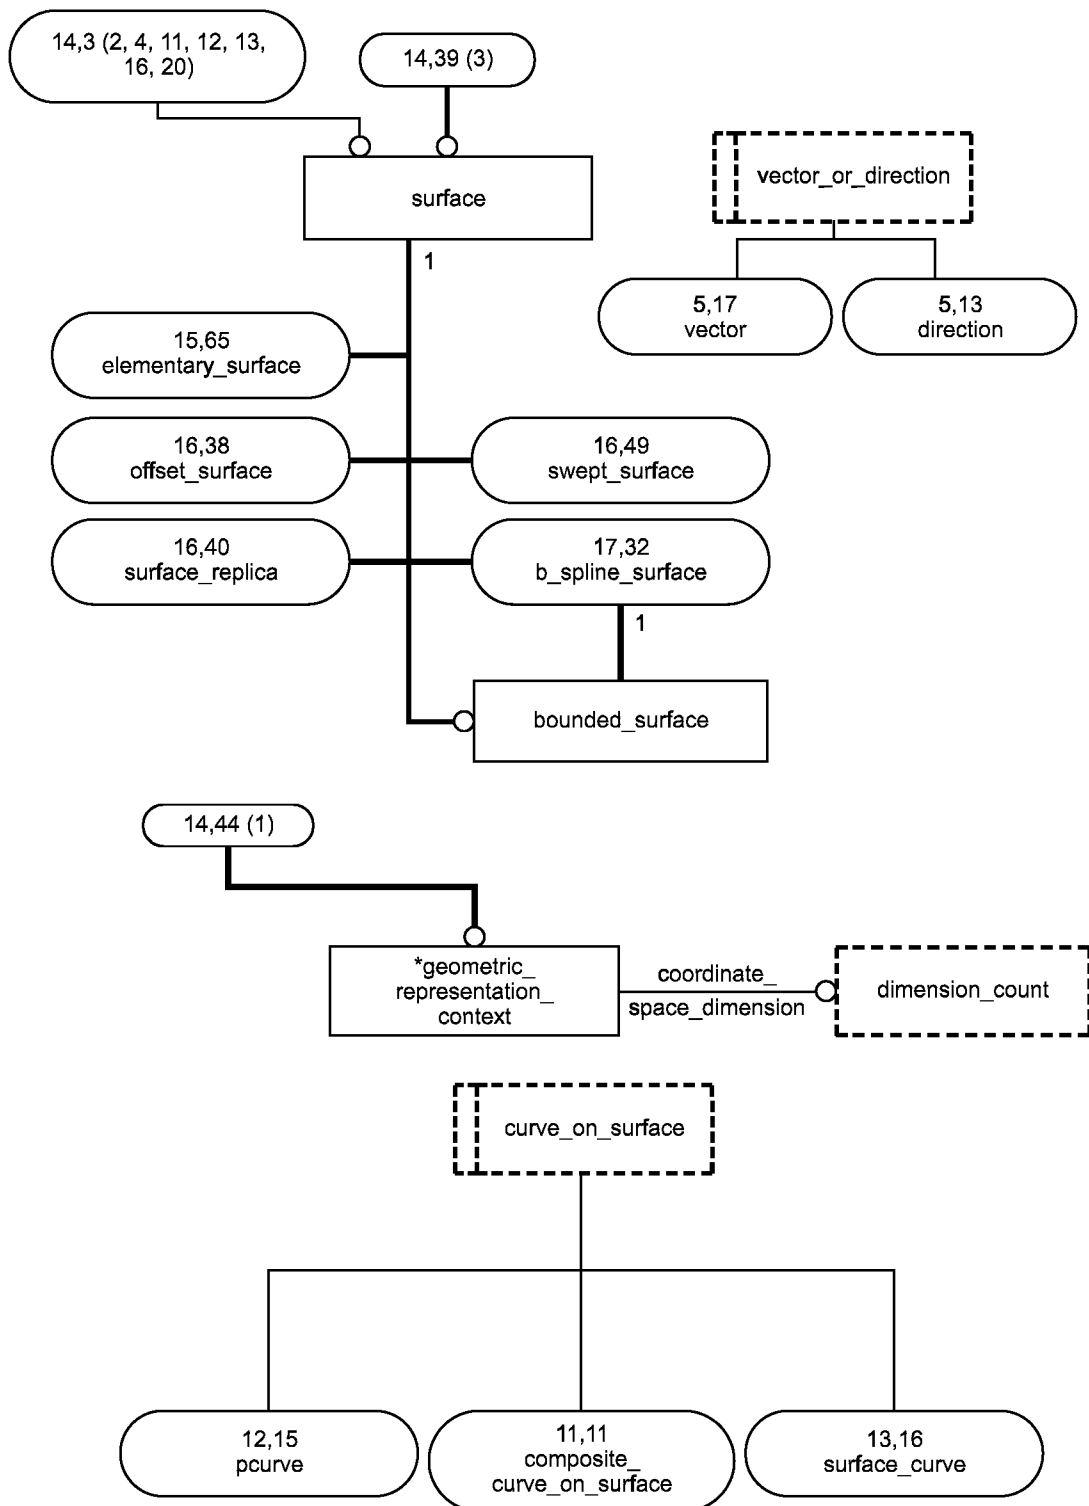 14,3 (2, 4, 11, 12, 13,
16, 20)
14,39 (3)
surface
vector_or_direction
1
5,17
vector
5,13
direction
15,65
elementary_surface
16,38
offset_surface
16,49
swept_surface
16,40
surface_replica
17,32
b_spline_surface
1
bounded_surface
14,44 (1)
*geometric_
representation_
context
coordinate_
space_dimension
dimension_count
curve_on_surface
12,15
pcurve
11,11
composite_
curve_on_surface
13,16
surface_curve